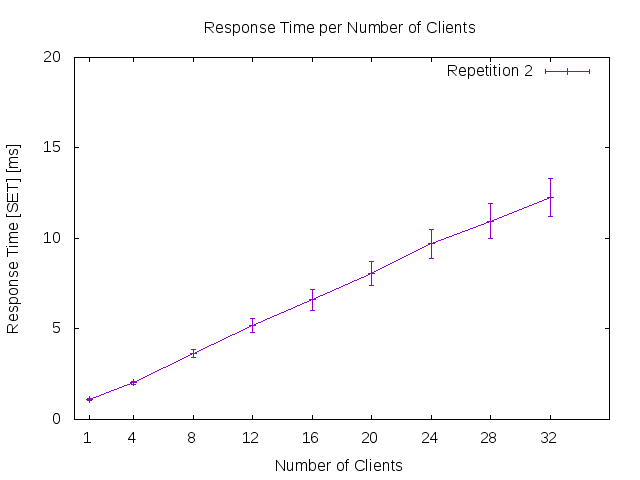 Response Time per Number of Clients
Repetition 2
20
15
10
5
0
Response Time [SET] [ms]
1 4 8 12 16 20 24 28 32
Number of Clients